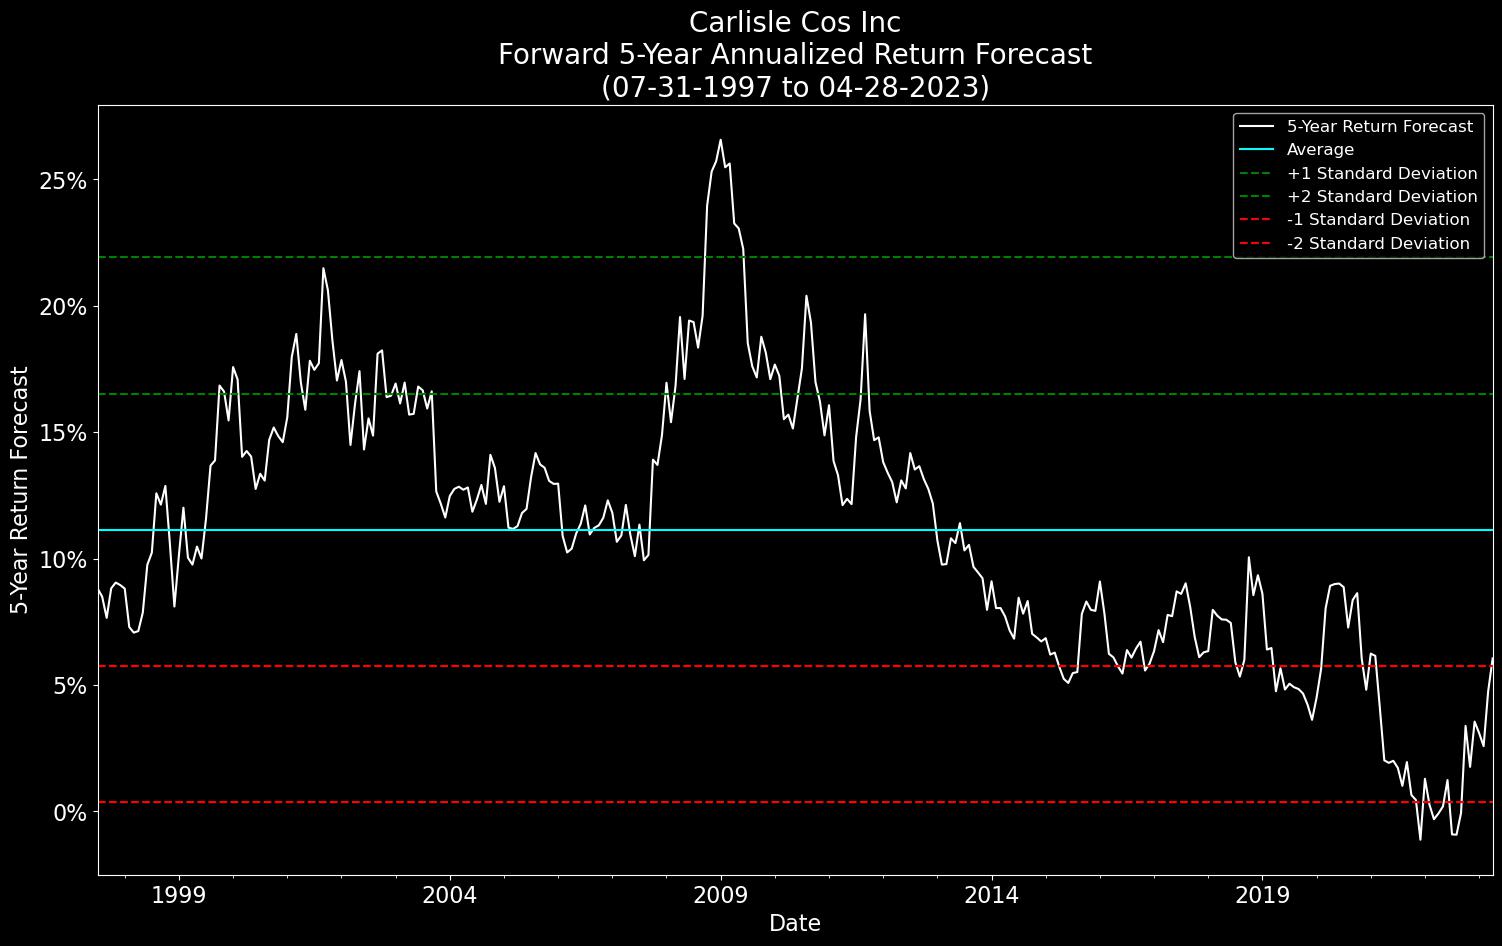 Carlisle Cos Inc
Forward 5-Year Annualized Return Forecast
(07-31-1997 to 04-28-2023)
5-Year Return Forecast
Average
+1 Standard Deviation
+2 Standard Deviation
-1 Standard Deviation
-2 Standard Deviation
5-Year Return Forecast
25%
20%
15%
10%
5%
0%
1999
2004
2009
2014
2019
Date